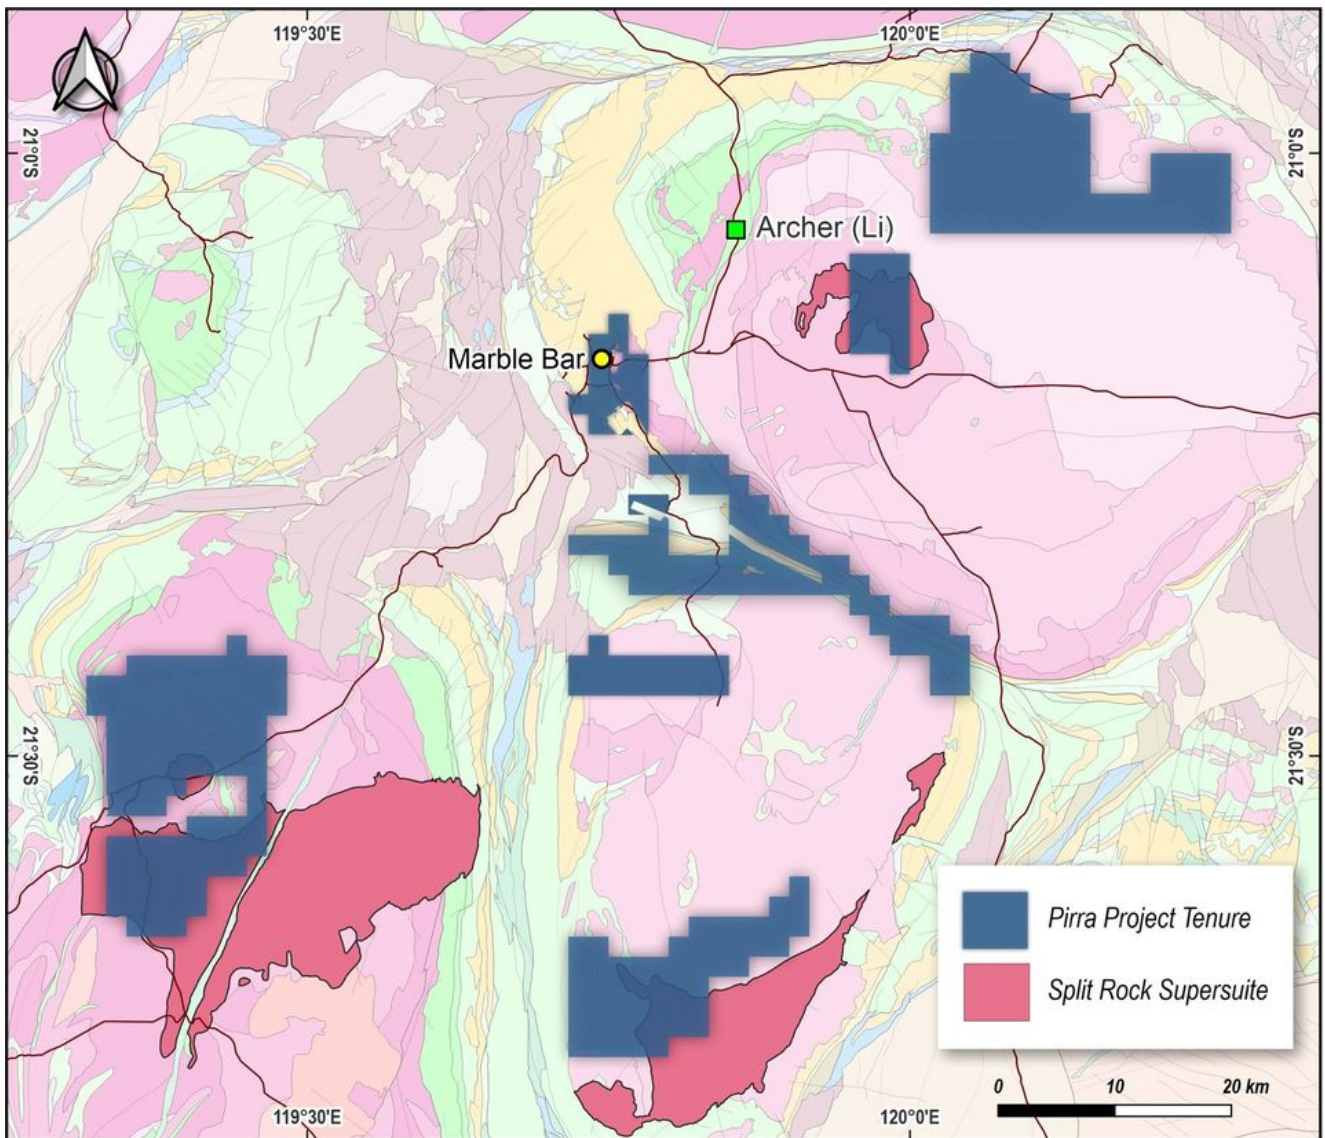 119°30'E
120°0'E
21°0'S
21°0'S
Archer (Li)
Marble Bar
21°30'S
21°30'S
Pirra Project Tenure
Split Rock Supersuite
0 10 20 km
119°30'E
120°0'E